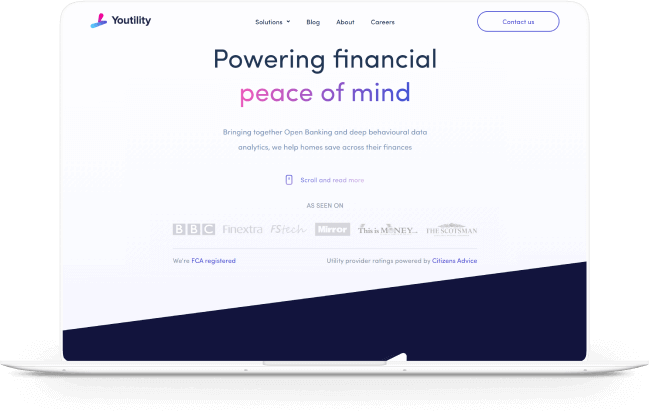 Youtility
Solutions Blog About Careers
Contact us
Powering financial
peace of mind
Bringing together Open Banking and deep behavioural data
analytics, we help homes save across their finances
Scroll and read more
AS SEEN ON
BBC Finextra FStech Mirror This is MONEY... THE SCOTSMAN
We're FCA registered
Utility provider ratings powered by Citizens Advice